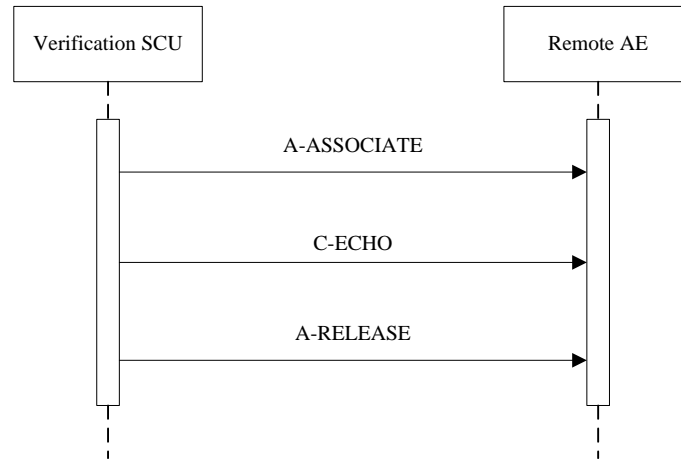 Verification SCU
Remote AE
A-ASSOCIATE
C-ECHO
A-RELEASE